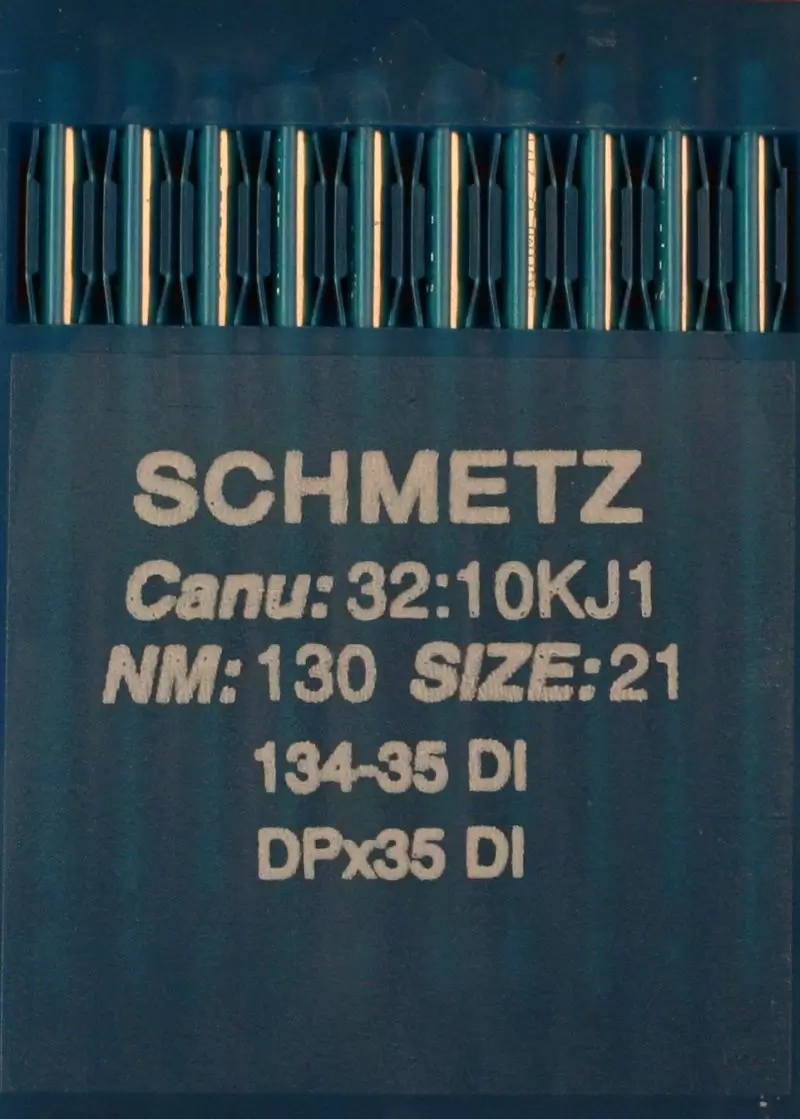 SCHMETZ
Canu: 32:10KJ1
NM: 130 SIZE: 21
134-35 DI
DPx35 DI